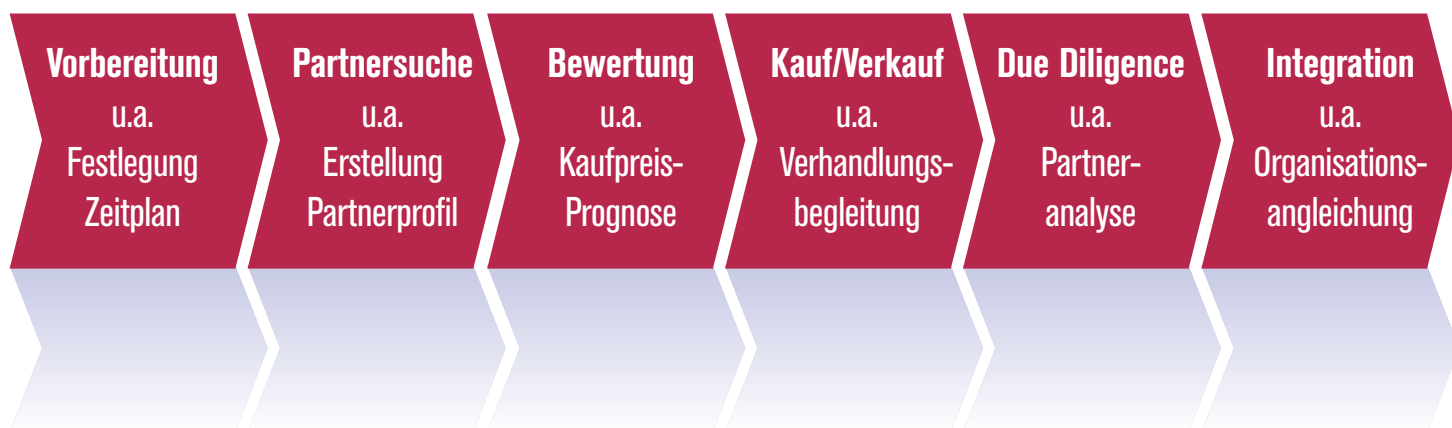 Vorbereitung
u.a.
Festlegung
Zeitplan
Partnersuche
u.a.
Erstellung
Partnerprofil
Bewertung
u.a.
Kaufpreis-
Prognose
Kauf/Verkauf
u.a.
Verhandlungs-
begleitung
Due Diligence
u.a.
Partner-
analyse
Integration
u.a.
Organisations-
angleichung